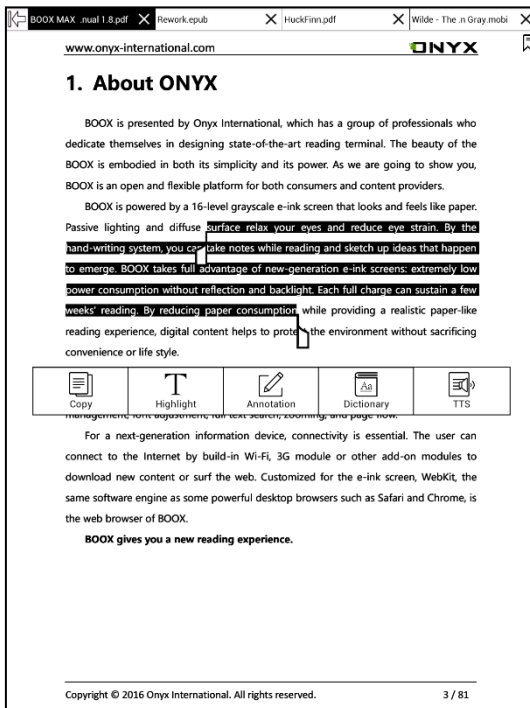 BOOX MAX .nual 1.8.pdf Rework.epub HuckFinn.pdf Wilde - The .n Gray.mobi
www.onyx-international.com ONYX
1. About ONYX
BOOX is presented by Onyx International, which has a group of professionals who
dedicate themselves in designing state-of-the-art reading terminal. The beauty of the
BOOX is embodied in both its simplicity and its power. As we are going to show you,
BOOX is an open and flexible platform for both consumers and content providers.
BOOX is powered by a 16-level grayscale e-ink screen that looks and feels like paper.
Passive lighting and diffuse surface relax your eyes and reduce eye strain. By the
hand-writing system, you can take notes while reading and sketch up ideas that happen
to emerge. BOOX takes full advantage of new-generation e-ink screens: extremely low
power consumption without reflection and backlight. Each full charge can sustain a few
weeks' reading. By reducing paper consumption, while providing a realistic paper-like
reading experience, digital content helps to protect the environment without sacrificing
convenience or life style.
Copy Highlight Annotation Aa Dictionary TTS
management, font adjustment, full text search, zooming, and page flow.
For a next-generation information device, connectivity is essential. The user can
connect to the Internet by build-in Wi-Fi, 3G module or other add-on modules to
download new content or surf the web. Customized for the e-ink screen, WebKit, the
same software engine as some powerful desktop browsers such as Safari and Chrome, is
the web browser of BOOX.
BOOX gives you a new reading experience.
Copyright © 2016 Onyx International. All rights reserved. 3 / 81